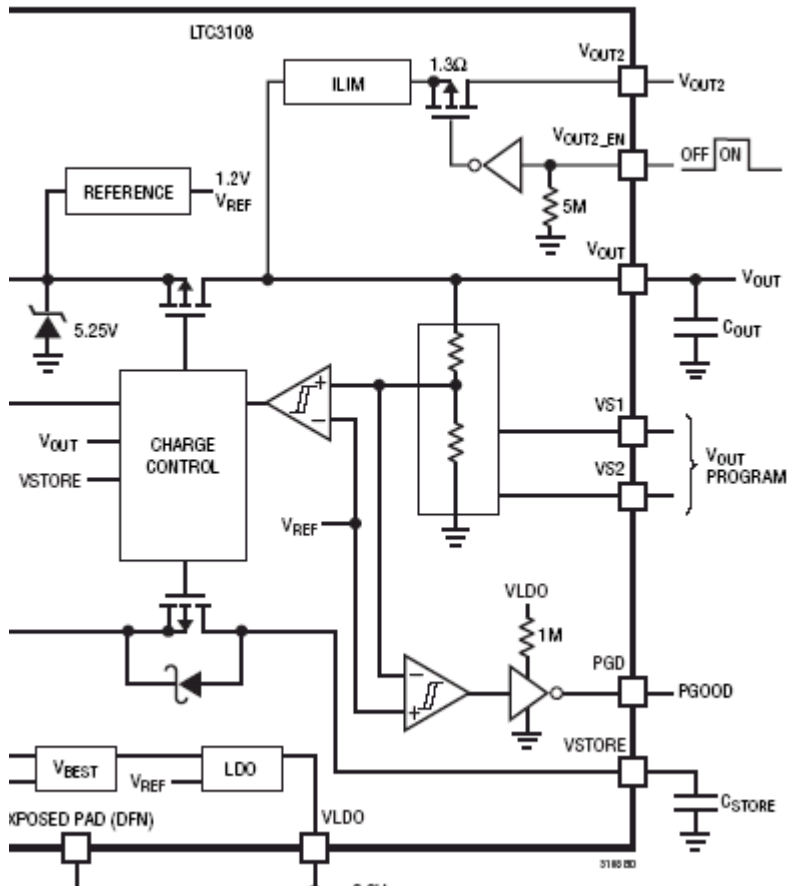 LTC3108
VOUT2
1.3Ω
ILIM
VOUT2
VOUT2_EN
OFF ON
REFERENCE
1.2V
VREF
5M
VOUT
VOUT
5.25V
COUT
VS1
VOUT
CHARGE
CONTROL
VSTORE
VS2
VOUT
PROGRAM
VREF
VLDO
1M
PGD
PGOOD
VSTORE
VBEST
VREF
LDO
CSTORE
XPOSED PAD (DFN)
VLDO
+
−
−
+